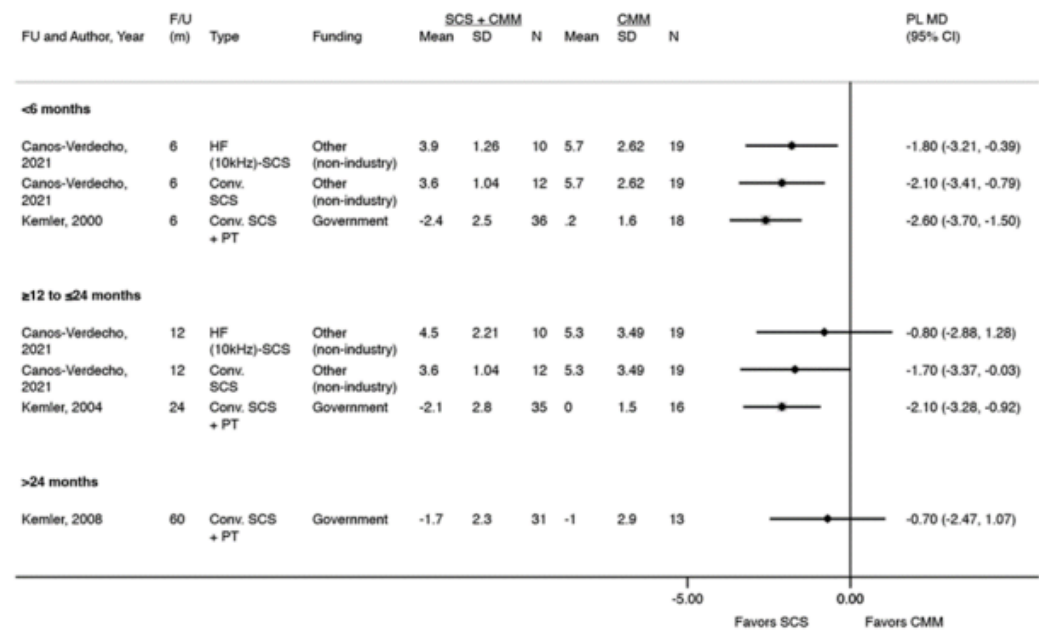 F/U SCS + CMM CMM PL MD
FU and Author, Year (m) Type Funding Mean SD N Mean SD N (95% CI)
<6 months
Canos-Verdecho, 6 HF Other 3.9 1.26 10 5.7 2.62 19 -1.80 (-3.21, -0.39)
2021 (10kHz)-SCS (non-industry)
Canos-Verdecho, 6 Conv. Other 3.6 1.04 12 5.7 2.62 19 -2.10 (-3.41, -0.79)
2021 SCS (non-industry)
Kemler, 2000 6 Conv. SCS Government -2.4 2.5 36 .2 1.6 18 -2.60 (-3.70, -1.50)
+ PT
≥12 to ≤24 months
Canos-Verdecho, 12 HF Other 4.5 2.21 10 5.3 3.49 19 -0.80 (-2.88, 1.28)
2021 (10kHz)-SCS (non-industry)
Canos-Verdecho, 12 Conv. Other 3.6 1.04 12 5.3 3.49 19 -1.70 (-3.37, -0.03)
2021 SCS (non-industry)
Kemler, 2004 24 Conv. SCS Government -2.1 2.8 35 0 1.5 16 -2.10 (-3.28, -0.92)
+ PT
>24 months
Kemler, 2008 60 Conv. SCS Government -1.7 2.3 31 -1 2.9 13 -0.70 (-2.47, 1.07)
+ PT
-5.00 0.00
Favors SCS Favors CMM